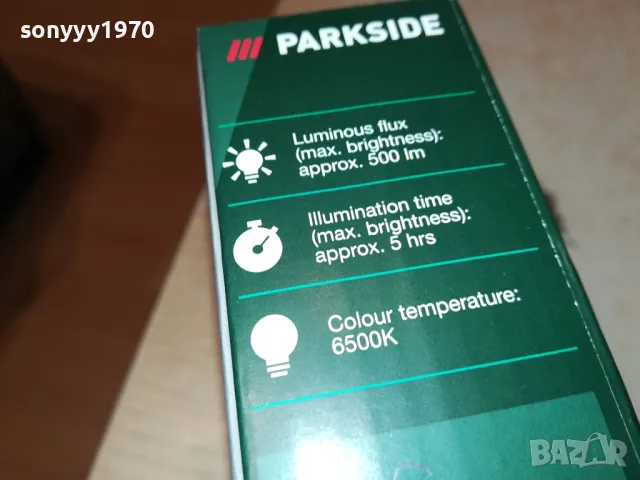 sonyyy1970
PARKSIDE
Luminous flux
(max. brightness):
approx. 500 lm
Illumination time
(max. brightness):
approx. 5 hrs
Colour temperature:
6500K
BAZAR